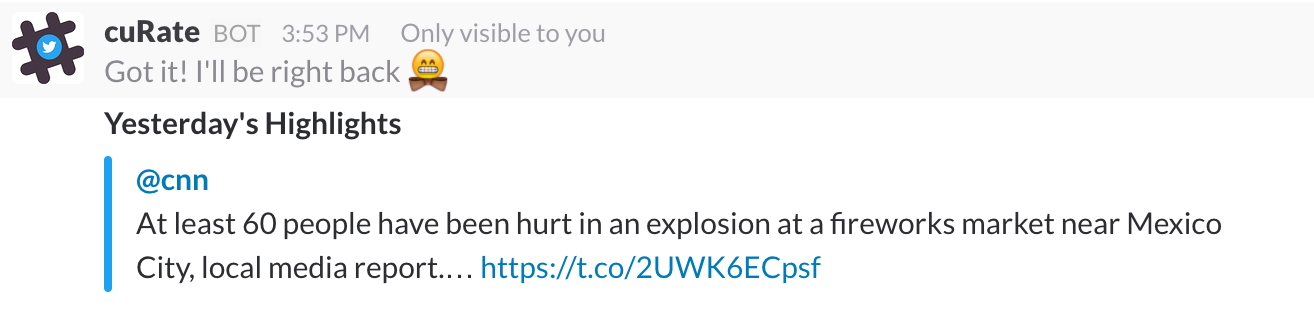 cuRate BOT 3:53 PM Only visible to you
Got it! I'll be right back
Yesterday's Highlights
@cnn
At least 60 people have been hurt in an explosion at a fireworks market near Mexico
City, local media report.… https://t.co/2UWK6ECpsf